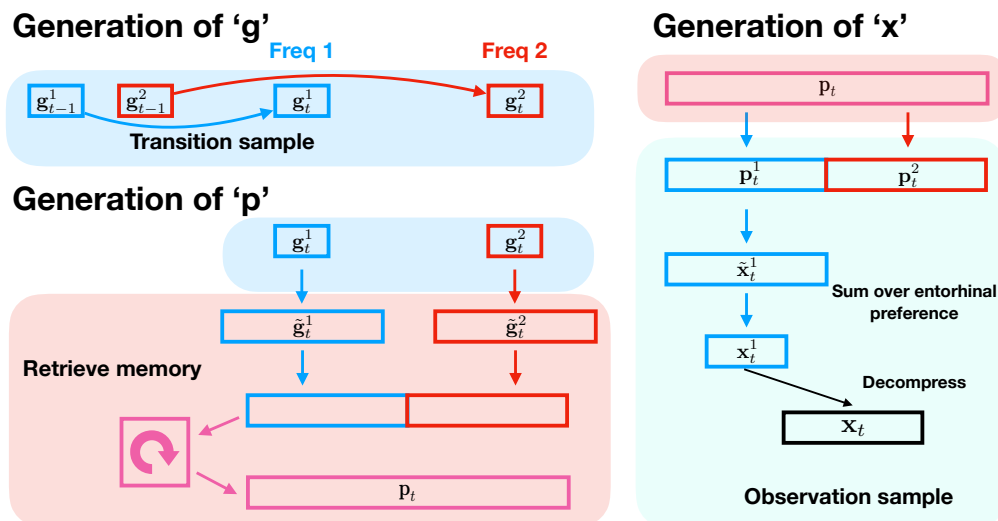 Generation of ‘g’
Freq 1
Freq 2
g¹ₜ₋₁
g²ₜ₋₁
g¹ₜ
g²ₜ
Transition sample
Generation of ‘p’
g¹ₜ
g²ₜ
g̃¹ₜ
g̃²ₜ
Retrieve memory
pₜ
Generation of ‘x’
pₜ
p¹ₜ
p²ₜ
x̃¹ₜ
Sum over entorhinal
preference
x¹ₜ
Decompress
xₜ
Observation sample